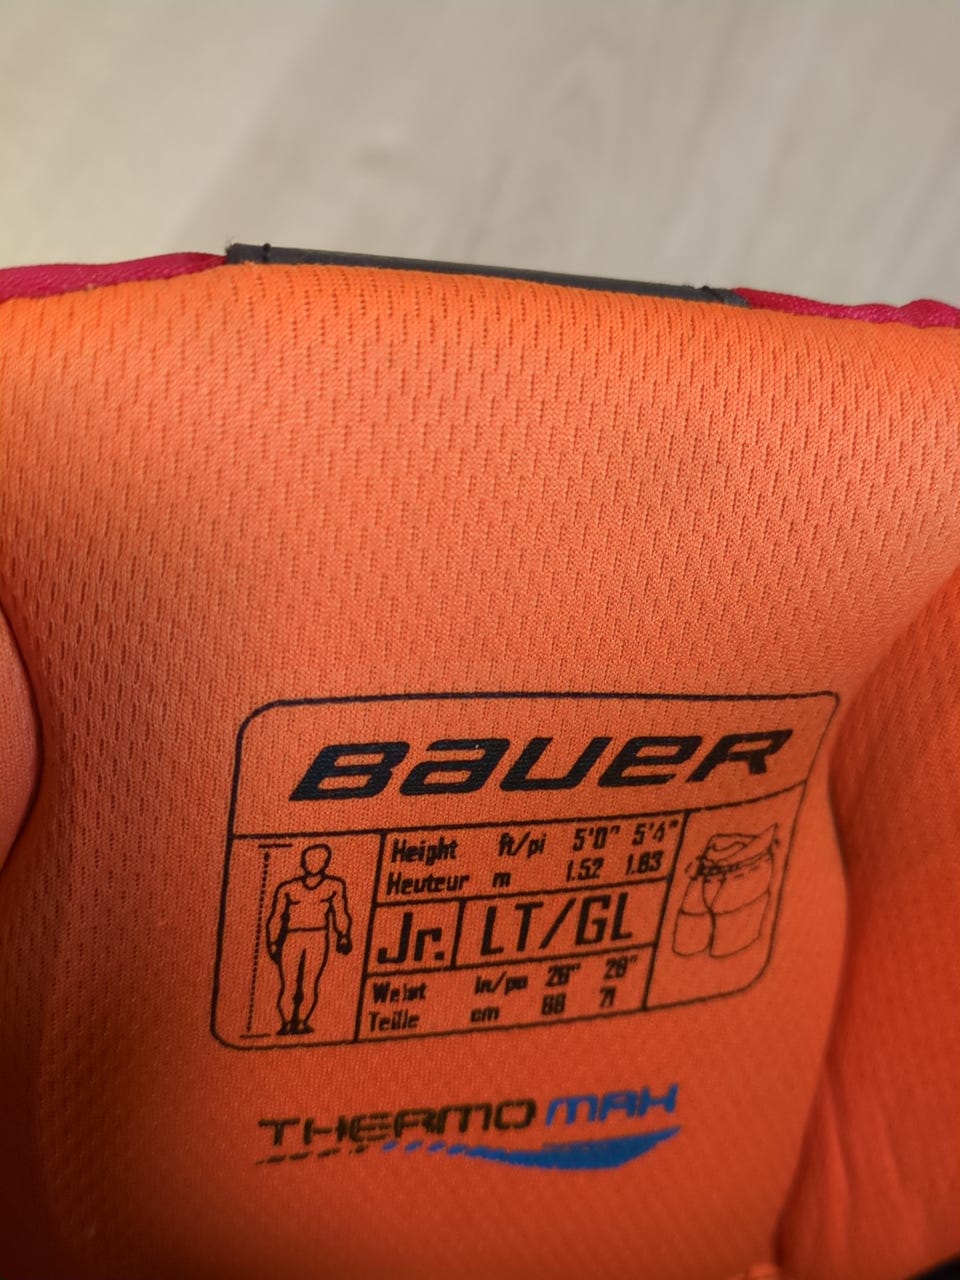 BAUER
Height ft/pi 5'0" 5'4"
Hauteur m 1.52 1.63
Jr. LT/GL
Waist in/po 26" 28"
Taille cm 66 71
THERMO MAX